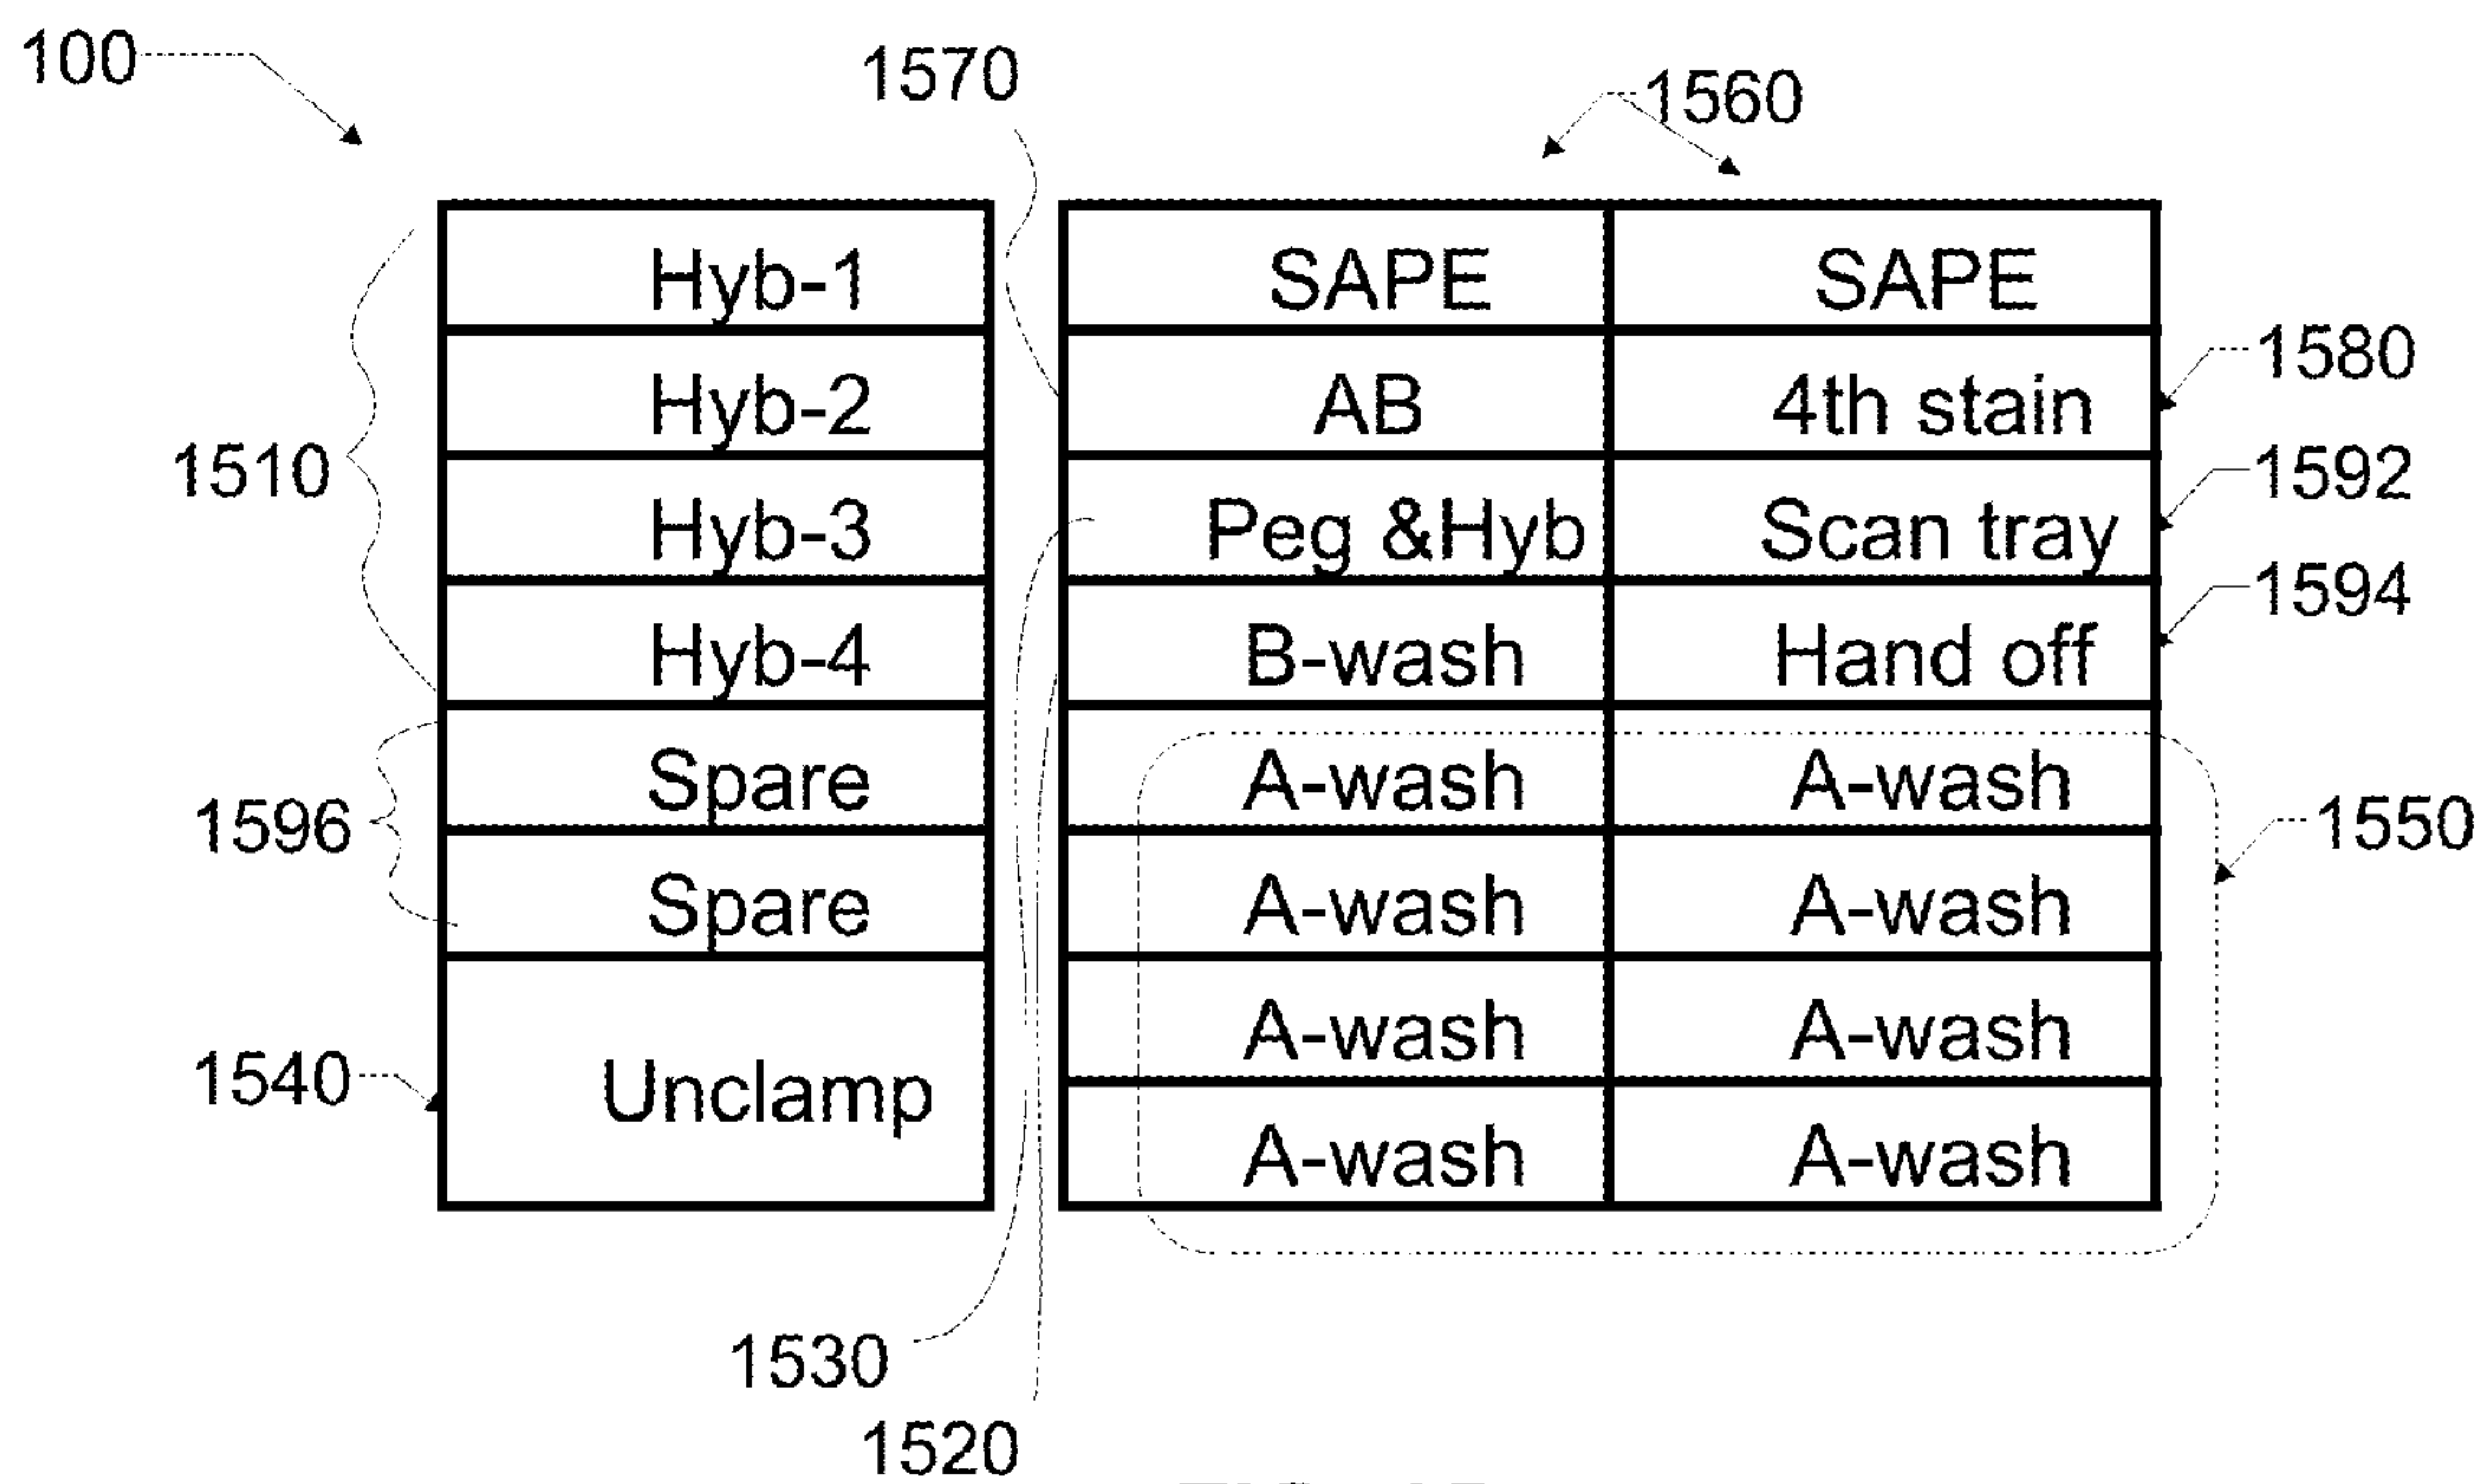 100
1570
1560
Hyb-1
SAPE
SAPE
Hyb-2
AB
4th stain
1580
1510
Hyb-3
Peg &Hyb
Scan tray
1592
Hyb-4
B-wash
Hand off
1594
Spare
A-wash
A-wash
1596
1550
Spare
A-wash
A-wash
A-wash
A-wash
1540
Unclamp
A-wash
A-wash
1530
1520